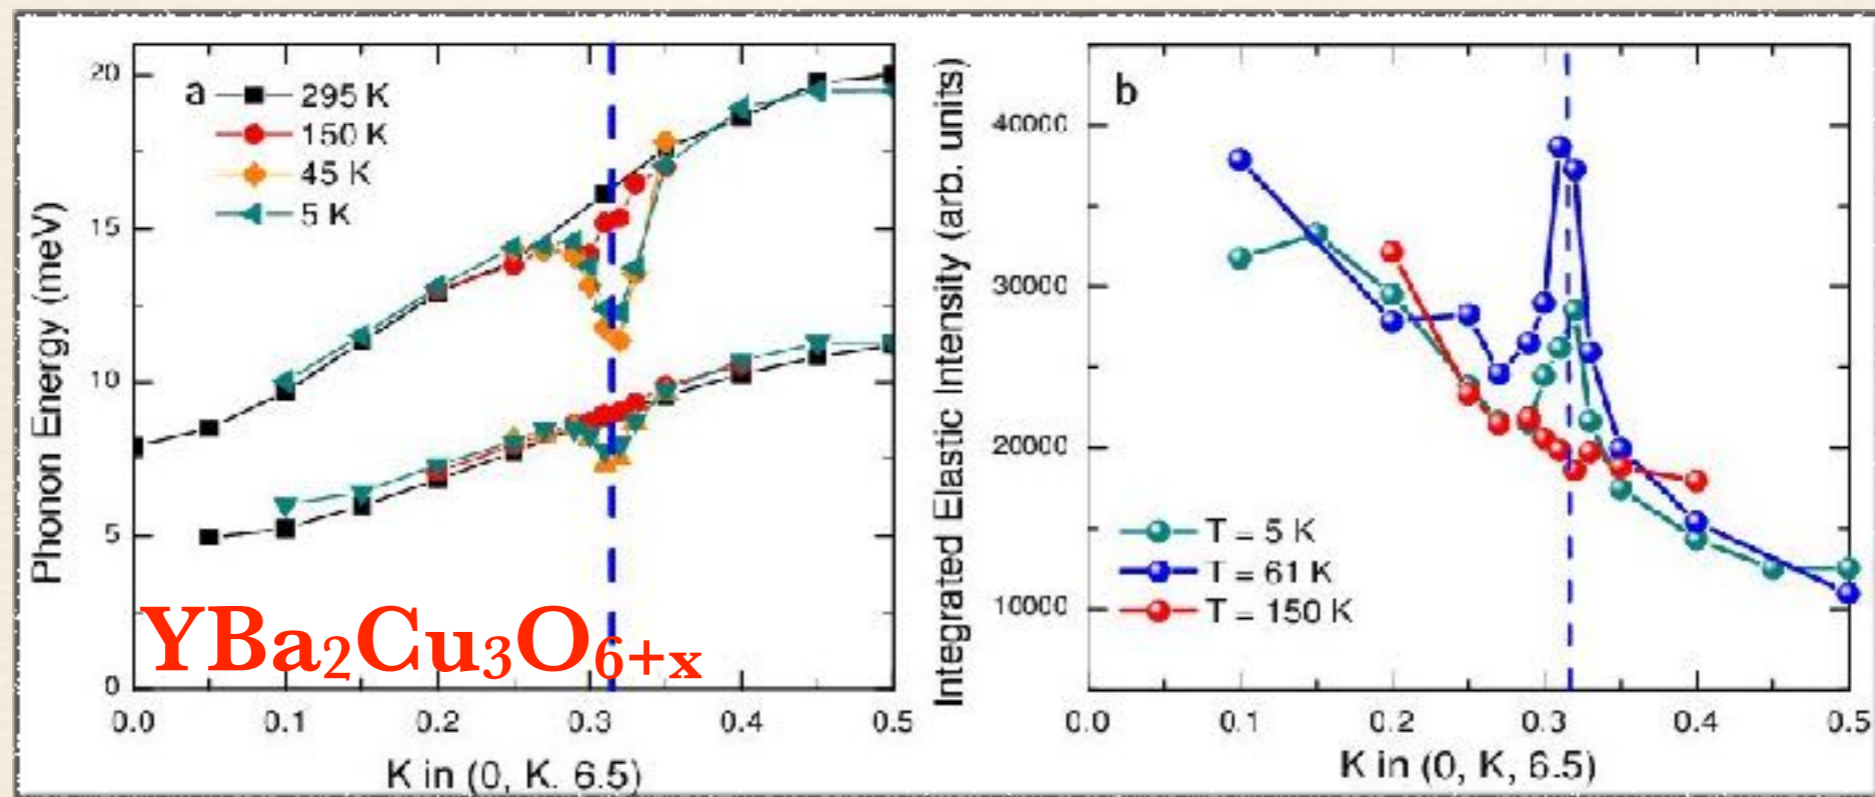 a
295 K
150 K
45 K
5 K
Phonon Energy (meV)
20
15
10
5
0
0.0 0.1 0.2 0.3 0.4 0.5
K in (0, K. 6.5)
YBa₂Cu₃O₆₊ₓ
b
Integrated Elastic Intensity (arb. units)
40000
30000
20000
10000
T = 5 K
T = 61 K
T = 150 K
0.0 0.1 0.2 0.3 0.4 0.5
K in (0, K, 6.5)